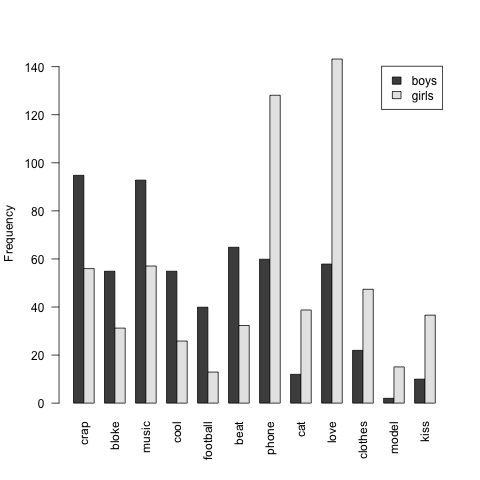 140
120
100
80
60
40
20
0
Frequency
boys
girls
crap
bloke
music
cool
football
beat
phone
cat
love
clothes
model
kiss